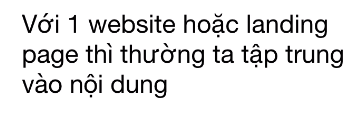 Với 1 website hoặc landing
page thì thường ta tập trung
vào nội dung